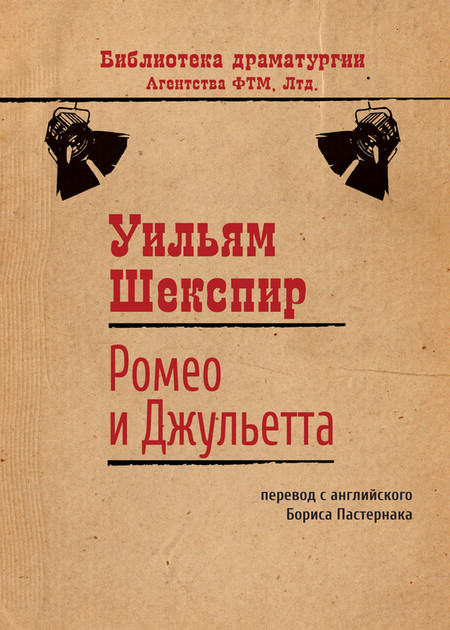 Библиотека драматургии
Агентства ФТМ, Лтд.
Уильям
Шекспир
Ромео
и Джульетта
перевод с английского
Бориса Пастернака